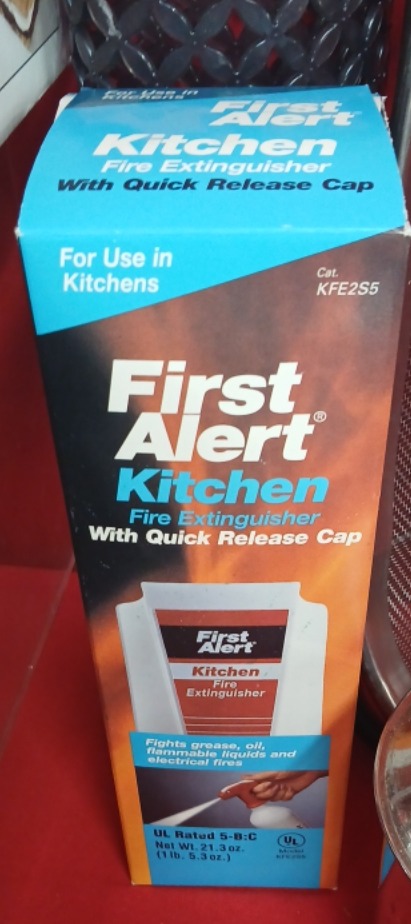 For Use in
Kitchens
First
Alert
Kitchen
Fire Extinguisher
With Quick Release Cap
For Use in
Kitchens
Cat.
KFE2S5
First
Alert®
Kitchen
Fire Extinguisher
With Quick Release Cap
First
Alert
Kitchen
Fire
Extinguisher
Fights grease, oil,
flammable liquids and
electrical fires
UL Rated 5-B:C
Net Wt. 21.3 oz.
(1 lb. 5.3 oz.)
UL
Model
KFE2S5